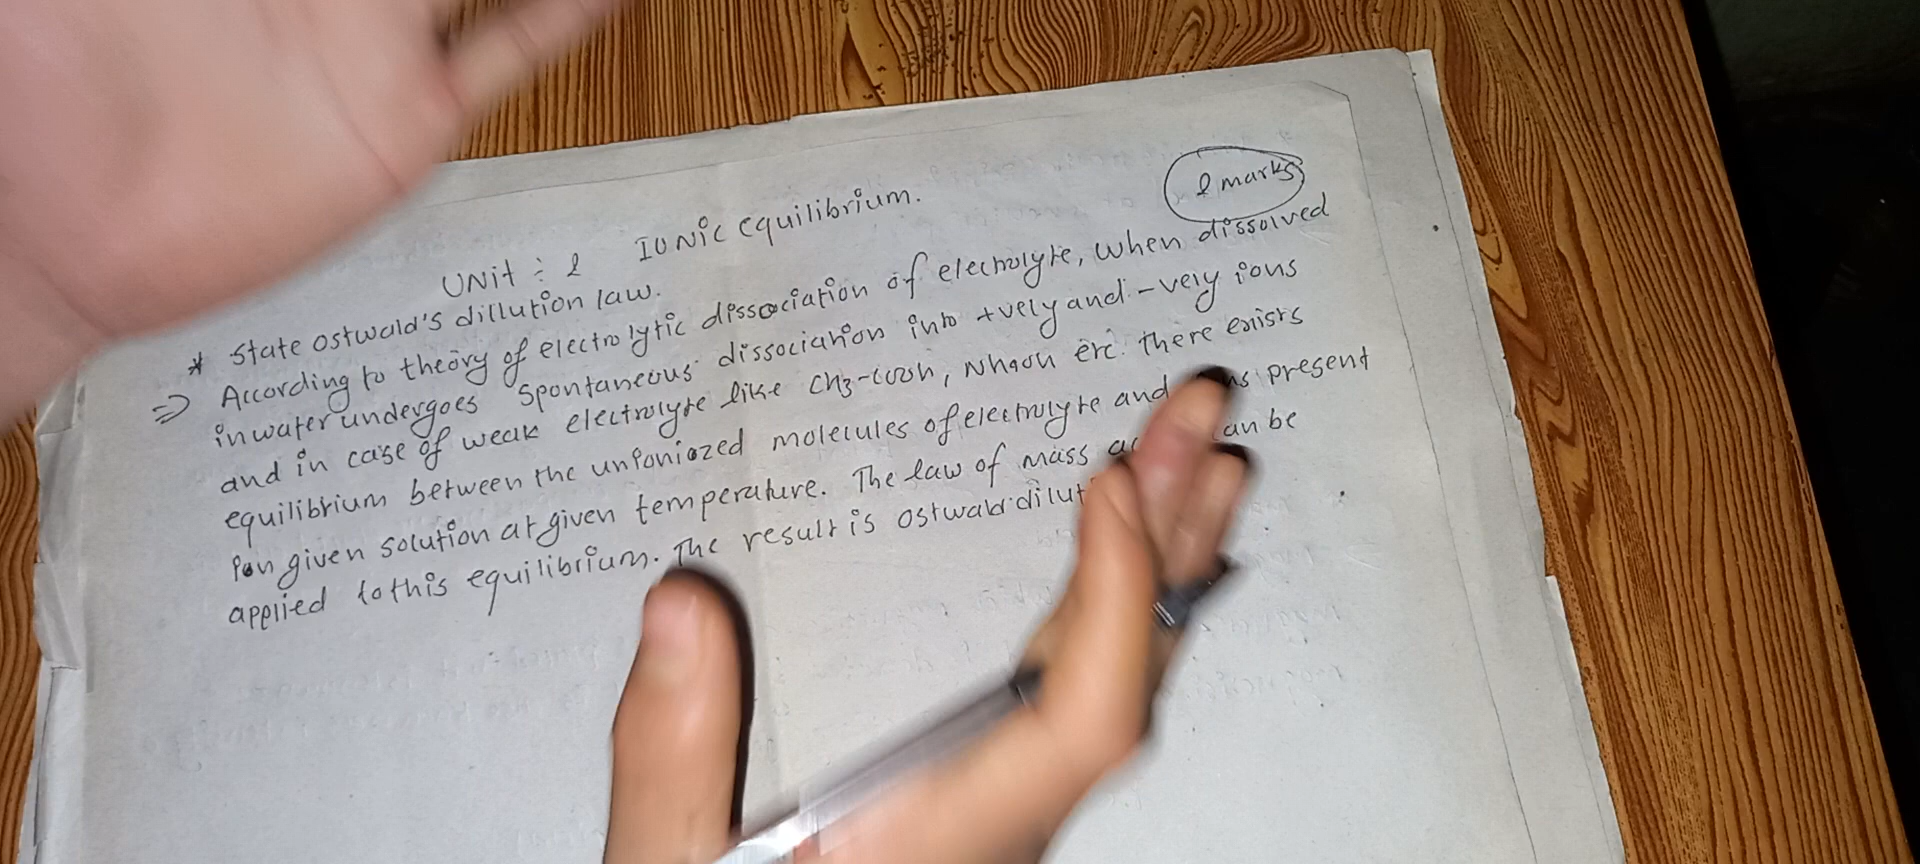 2 marks
UNit : 2 IONic equilibrium.
* State ostwald's dillution law.
⇒ According to theory of electrolytic dissociation of electrolyte, when dissolved
in water undergoes spontaneous dissociation into +vely and -vely ions
and in case of weak electrolyte like CH3-COOH, NH4OH etc. there exists
equilibrium between the unioniozed molecules of electrolyte and present
ion given solution at given temperature. The law of mass can be
applied to this equilibrium. The result is ostwald